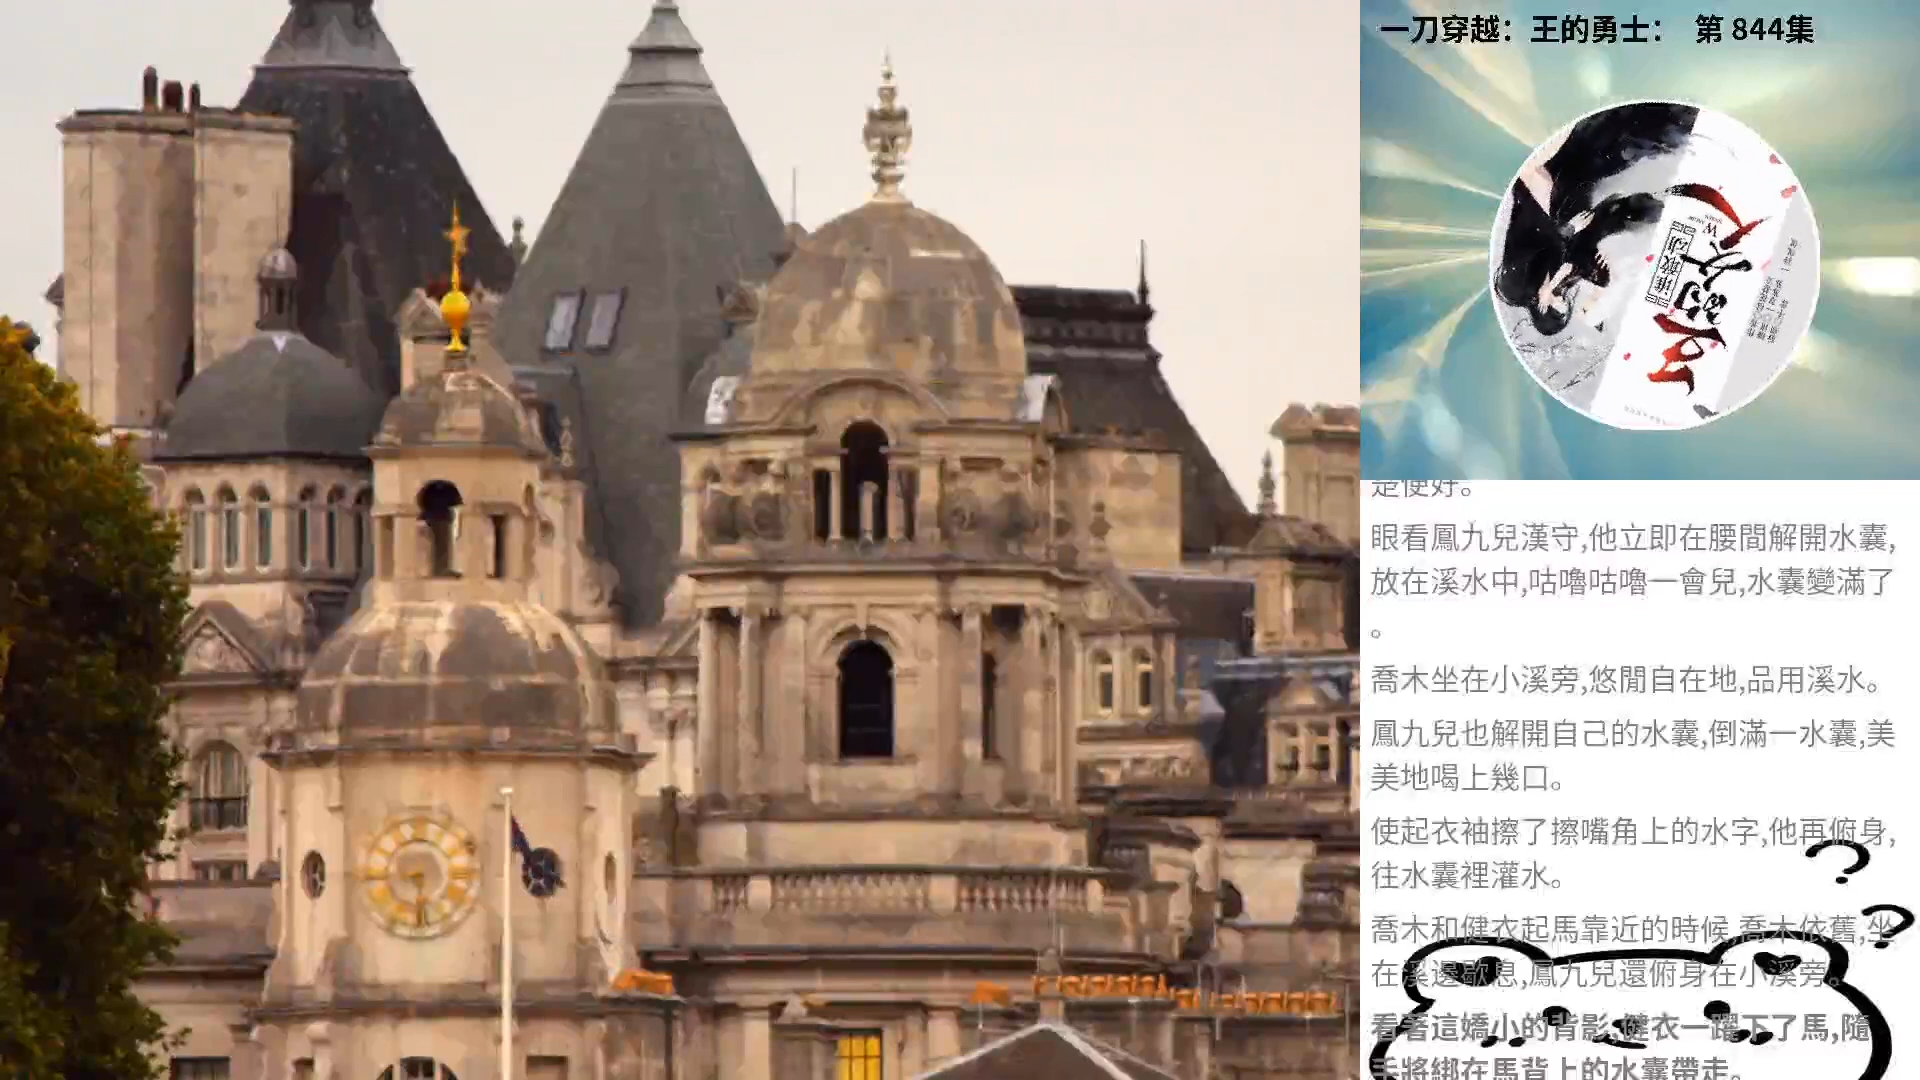 一刀穿越：王的勇士： 第 844集
是便好。
眼看鳳九兒漢守,他立即在腰間解開水囊,
放在溪水中,咕嚕咕嚕一會兒,水囊變滿了
。
喬木坐在小溪旁,悠閒自在地,品用溪水。
鳳九兒也解開自己的水囊,倒滿一水囊,美
美地喝上幾口。
使起衣袖擦了擦嘴角上的水字,他再俯身,
往水囊裡灌水。
喬木和健衣起馬靠近的時候,喬木依舊,坐
在溪邊歇息,鳳九兒還俯身在小溪旁。
看著這嬌小的背影,健衣一躍下了馬,隨
手將綁在馬背上的水囊帶走。